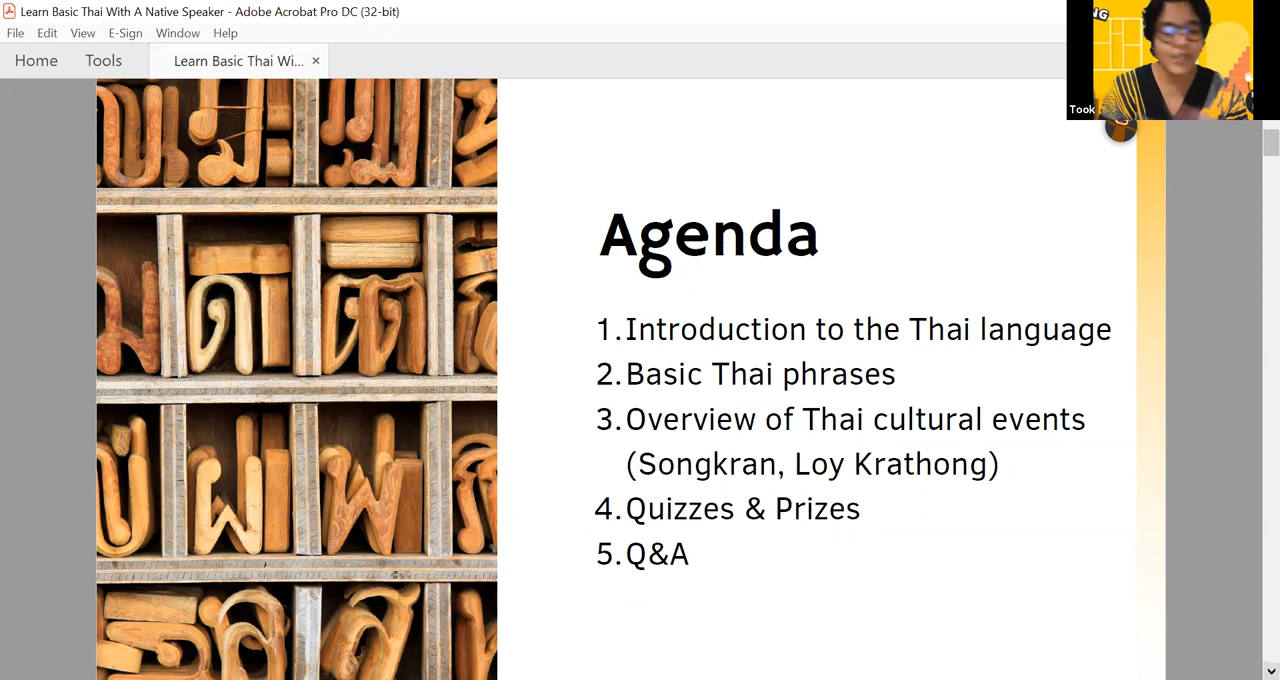 Learn Basic Thai With A Native Speaker - Adobe Acrobat Pro DC (32-bit)
File Edit View E-Sign Window Help
Home Tools Learn Basic Thai Wi... ×
NG
Took
Agenda
1.Introduction to the Thai language
2.Basic Thai phrases
3.Overview of Thai cultural events
(Songkran, Loy Krathong)
4.Quizzes & Prizes
5.Q&A